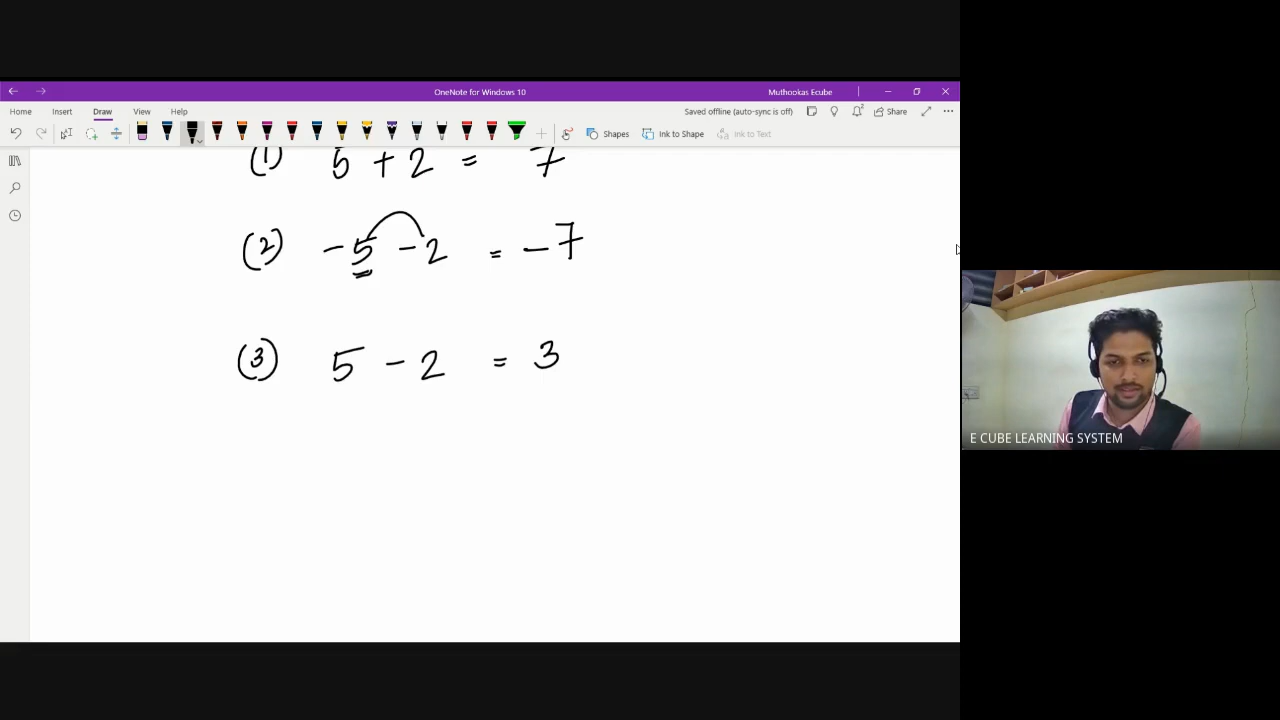 OneNote for Windows 10
Muthookas Ecube
Home Insert Draw View Help
Saved offline (auto-sync is off)
Share
Shapes
Ink to Shape
Ink to Text
(1) 5 + 2 = 7
(2) - 5 - 2 = - 7
(3) 5 - 2 = 3
E CUBE LEARNING SYSTEM